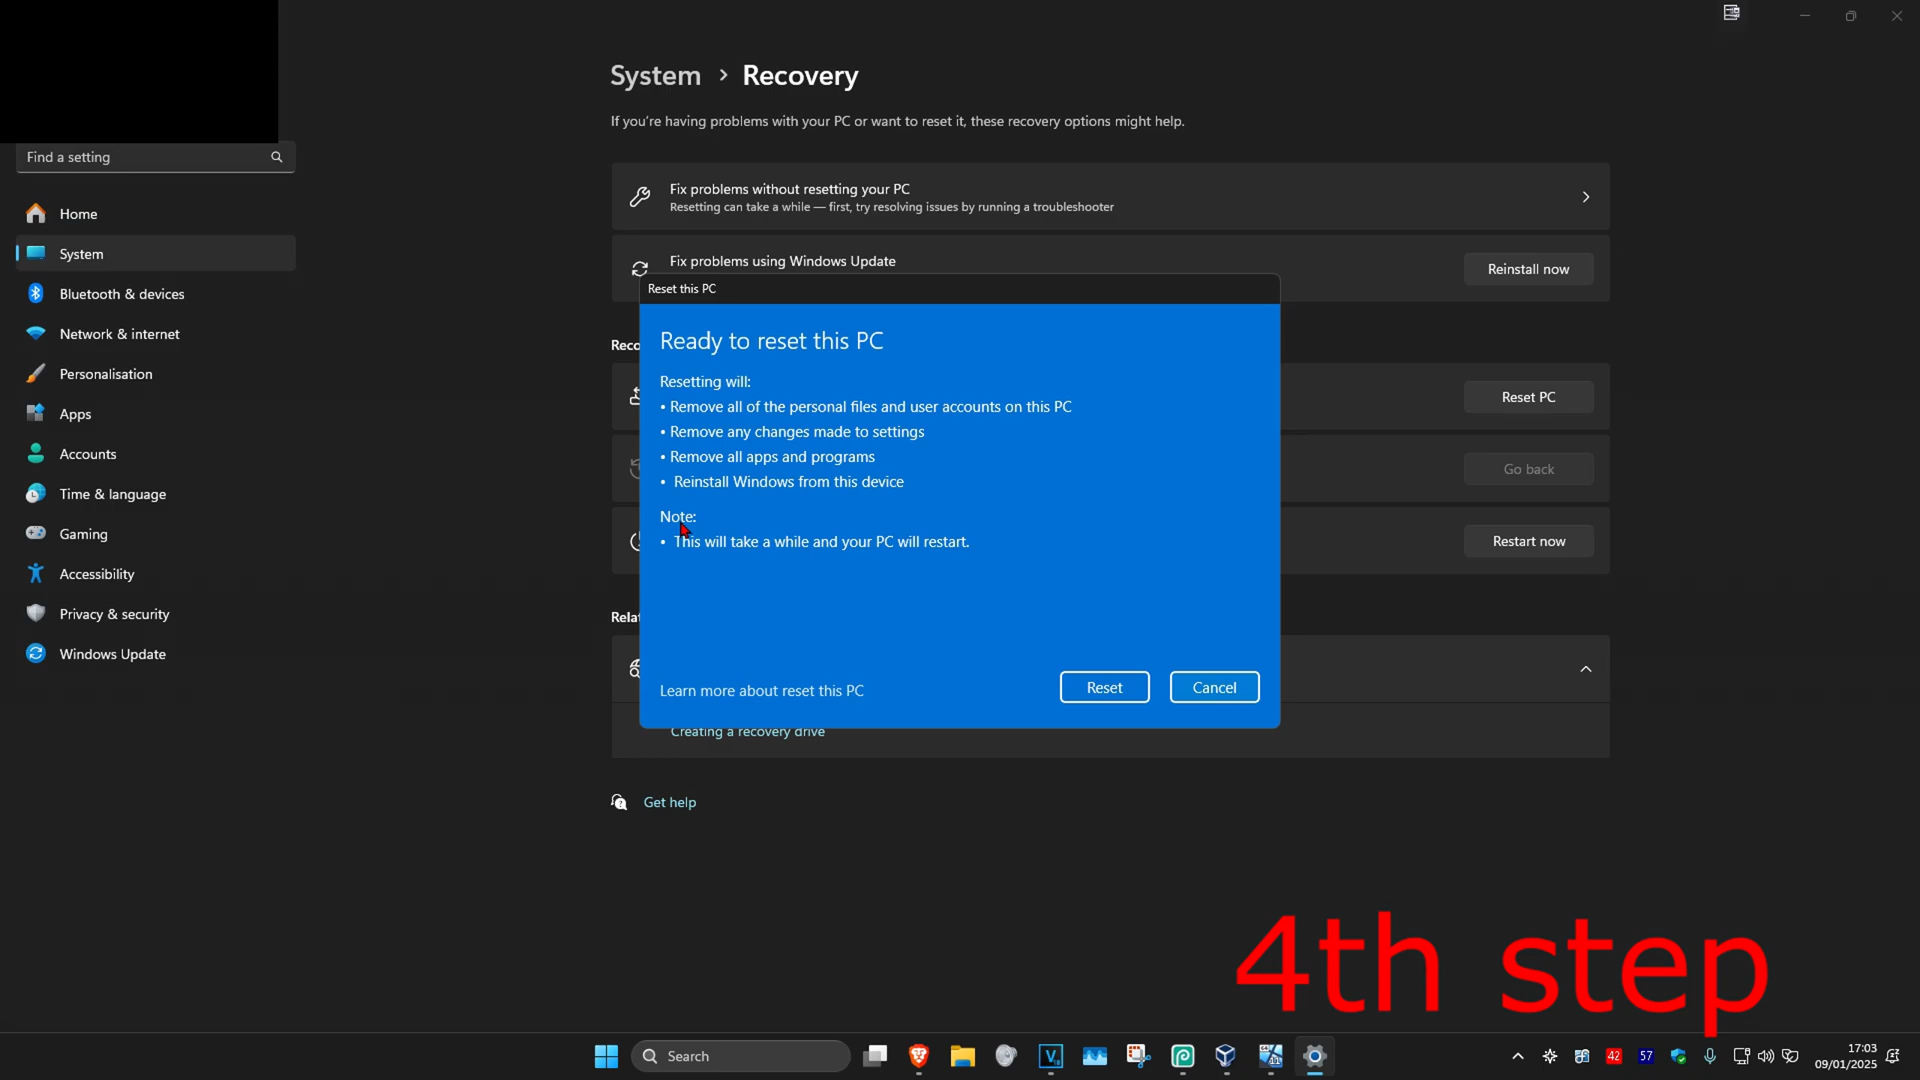 System > Recovery
If you're having problems with your PC or want to reset it, these recovery options might help.
Find a setting
Home
System
Bluetooth & devices
Network & internet
Personalisation
Apps
Accounts
Time & language
Gaming
Accessibility
Privacy & security
Windows Update
Fix problems without resetting your PC
Resetting can take a while — first, try resolving issues by running a troubleshooter
Fix problems using Windows Update
Reinstall now
Reset this PC
Ready to reset this PC
Resetting will:
• Remove all of the personal files and user accounts on this PC
• Remove any changes made to settings
• Remove all apps and programs
• Reinstall Windows from this device
Note:
• This will take a while and your PC will restart.
Learn more about reset this PC
Reset
Cancel
Reco
Reset PC
Go back
Restart now
Relat
Creating a recovery drive
Get help
4th step
Search
42
57
17:03
09/01/2025